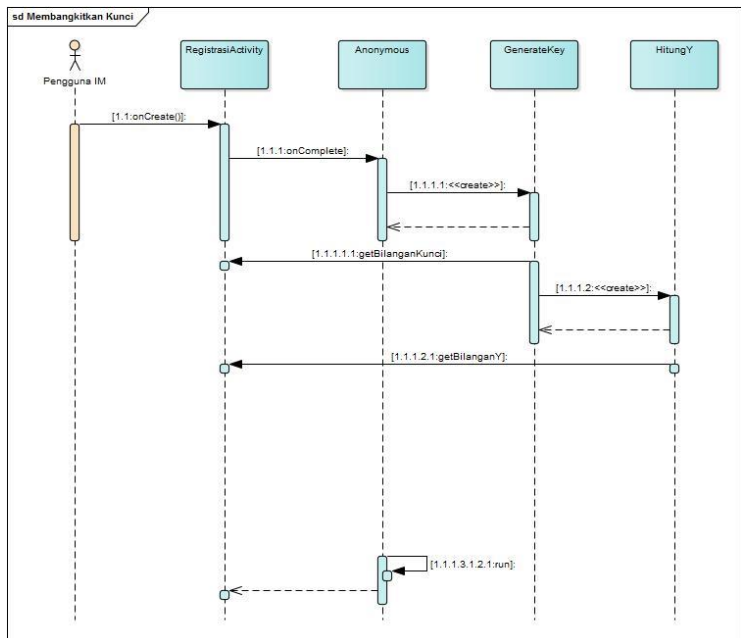 sd Membangkitkan Kunci
RegistrasiActivity
Anonymous
GenerateKey
HitungY
Pengguna IM
[1.1:onCreate()]:
[1.1.1:onComplete]:
[1.1.1.1:<<create>>]:
[1.1.1.1.1:getBilanganKunci]:
[1.1.1.2:<<create>>]:
[1.1.1.2.1:getBilanganY]:
[1.1.1.3.1.2.1:run]: